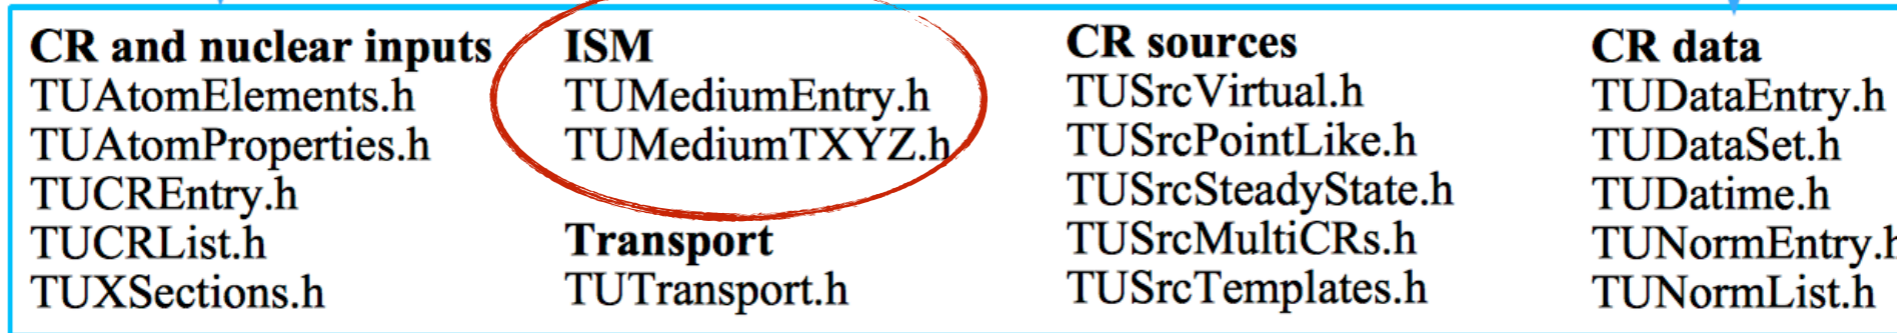 CR and nuclear inputs
TUAtomElements.h
TUAtomProperties.h
TUCREntry.h
TUCRList.h
TUXSections.h
ISM
TUMediumEntry.h
TUMediumTXYZ.h
Transport
TUTransport.h
CR sources
TUSrcVirtual.h
TUSrcPointLike.h
TUSrcSteadyState.h
TUSrcMultiCRs.h
TUSrcTemplates.h
CR data
TUDataEntry.h
TUDataSet.h
TUDatime.h
TUNormEntry.h
TUNormList.h